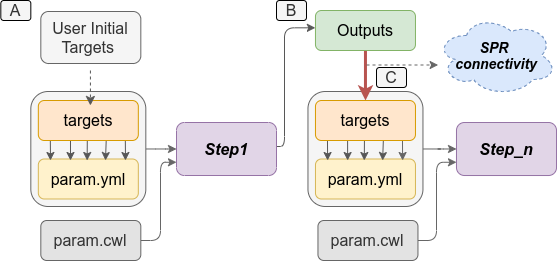 A
User Initial
Targets
targets
param.yml
Step1
param.cwl
B
Outputs
SPR
connectivity
C
targets
param.yml
Step_n
param.cwl